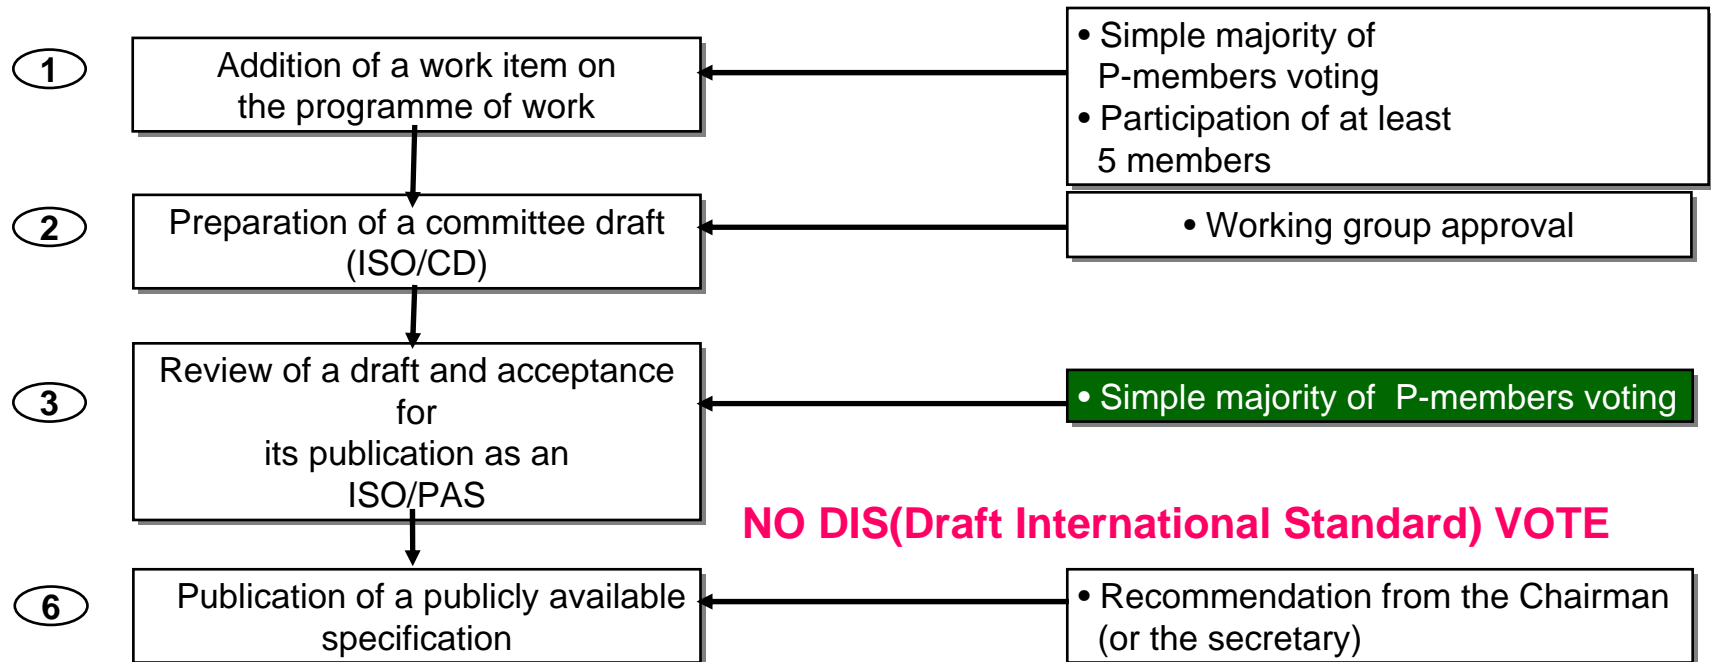 1
Addition of a work item on
the programme of work
• Simple majority of
P-members voting
• Participation of at least
5 members
2
Preparation of a committee draft
(ISO/CD)
• Working group approval
3
Review of a draft and acceptance
for
its publication as an
ISO/PAS
• Simple majority of P-members voting
NO DIS(Draft International Standard) VOTE
6
Publication of a publicly available
specification
• Recommendation from the Chairman
(or the secretary)